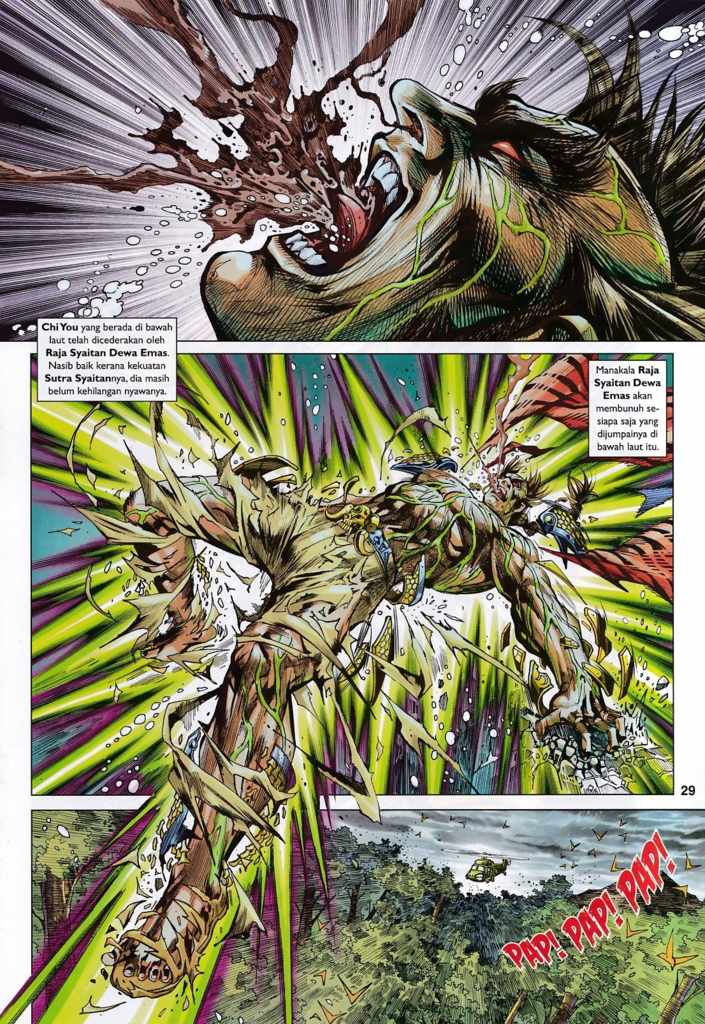 Chi You yang berada di bawah
laut telah dicederakan oleh
Raja Syaitan Dewa Emas.
Nasib baik kerana kekuatan
Sutra Syaitannya, dia masih
belum kehilangan nyawanya.
Manakala Raja
Syaitan Dewa
Emas akan
membunuh se-
siapa saja yang
dijumpainya di
bawah laut itu.
29
PAP! PAP! PAP!